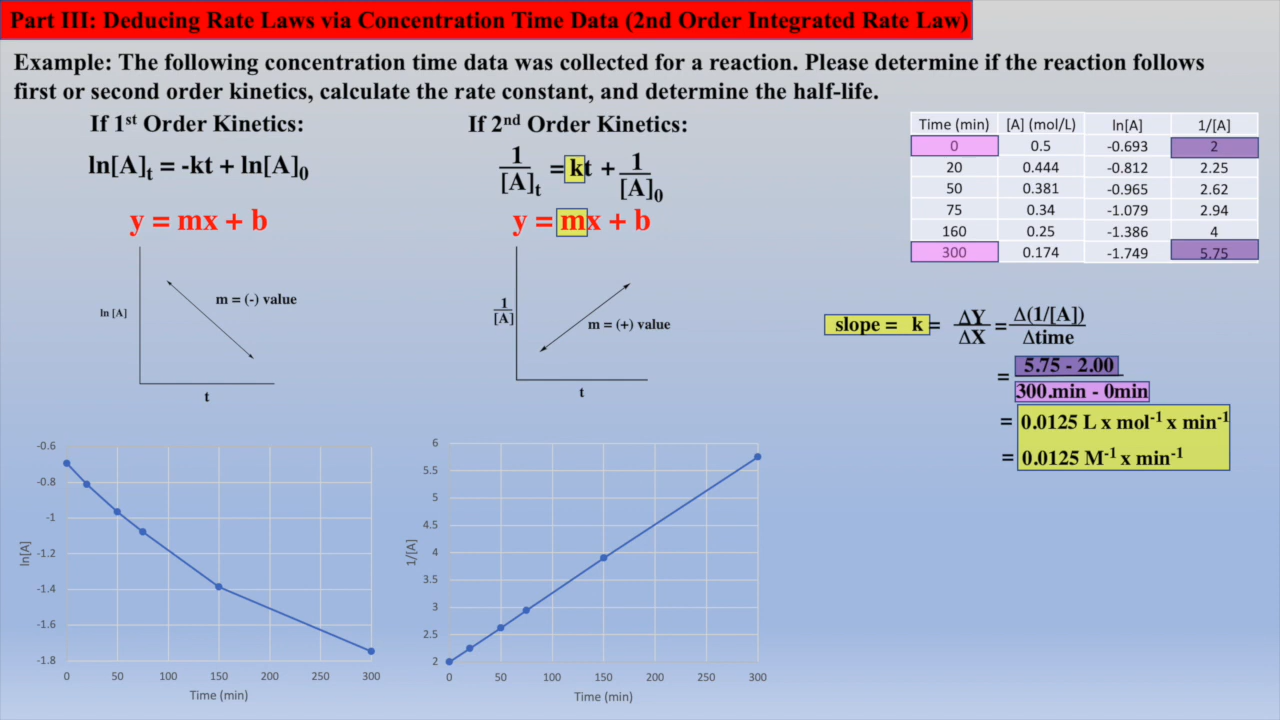 Part III: Deducing Rate Laws via Concentration Time Data (2nd Order Integrated Rate Law)
Example: The following concentration time data was collected for a reaction. Please determine if the reaction follows
first or second order kinetics, calculate the rate constant, and determine the half-life.
If 1st Order Kinetics:
ln[A]t = -kt + ln[A]0
y = mx + b
ln [A]
m = (-) value
t
If 2nd Order Kinetics:
1/[A]t = kt + 1/[A]0
y = mx + b
1/[A]
m = (+) value
t
Time (min) [A] (mol/L) ln[A] 1/[A]
0 0.5 -0.693 2
20 0.444 -0.812 2.25
50 0.381 -0.965 2.62
75 0.34 -1.079 2.94
160 0.25 -1.386 4
300 0.174 -1.749 5.75
slope = k = ΔY/ΔX = Δ(1/[A])/Δtime
= 5.75 - 2.00
300.min - 0min
= 0.0125 L x mol-1 x min-1
= 0.0125 M-1 x min-1
-0.6
-0.8
-1
-1.2
-1.4
-1.6
-1.8
ln[A]
0 50 100 150 200 250 300
Time (min)
6
5.5
5
4.5
4
3.5
3
2.5
2
1/[A]
0 50 100 150 200 250 300
Time (min)